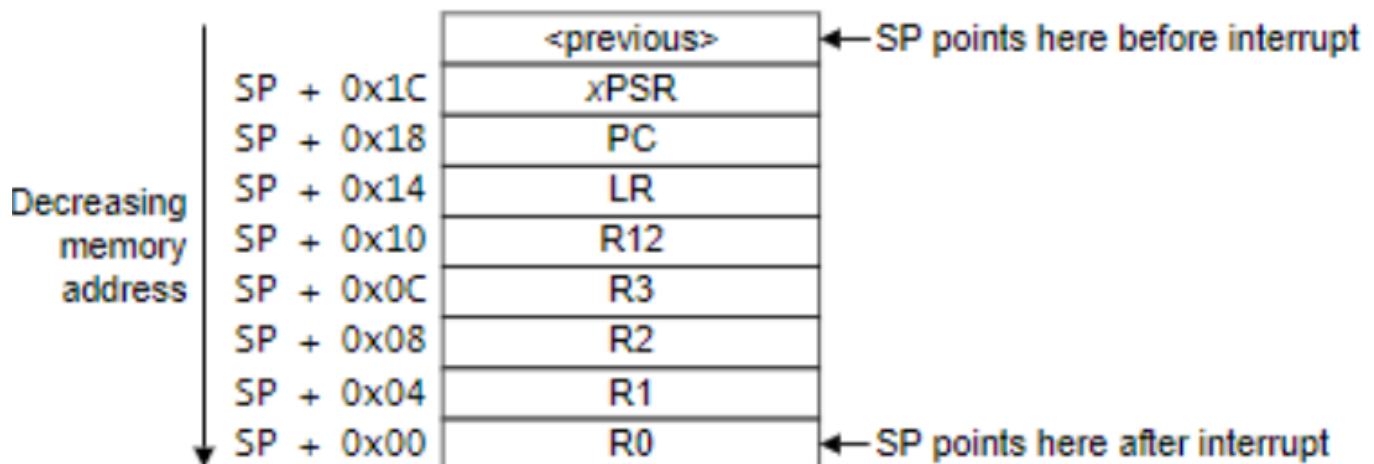 <previous> SP points here before interrupt
SP + 0x1C xPSR
SP + 0x18 PC
SP + 0x14 LR
Decreasing
memory
address
SP + 0x10 R12
SP + 0x0C R3
SP + 0x08 R2
SP + 0x04 R1
SP + 0x00 R0 SP points here after interrupt